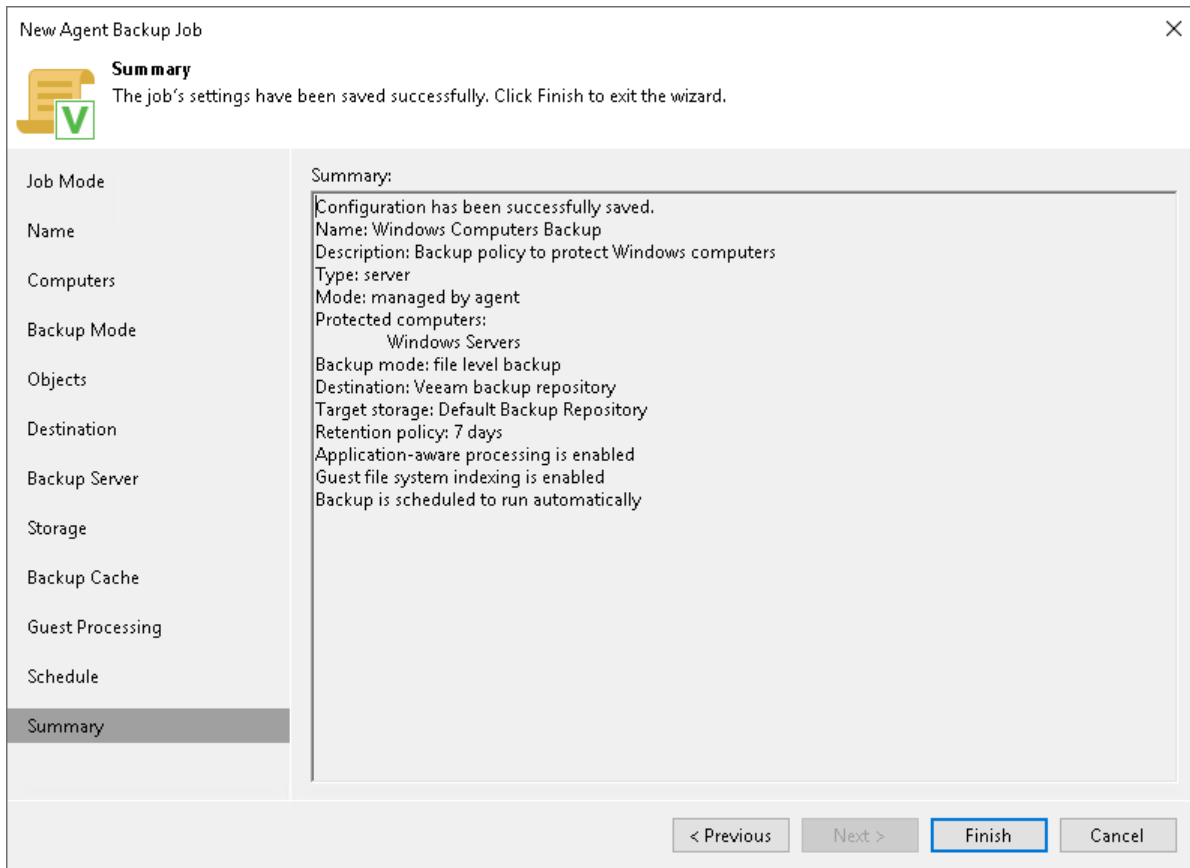 New Agent Backup Job
Summary
The job's settings have been saved successfully. Click Finish to exit the wizard.
V
Job Mode
Name
Computers
Backup Mode
Objects
Destination
Backup Server
Storage
Backup Cache
Guest Processing
Schedule
Summary
Summary:
Configuration has been successfully saved.
Name: Windows Computers Backup
Description: Backup policy to protect Windows computers
Type: server
Mode: managed by agent
Protected computers:
Windows Servers
Backup mode: file level backup
Destination: Veeam backup repository
Target storage: Default Backup Repository
Retention policy: 7 days
Application-aware processing is enabled
Guest file system indexing is enabled
Backup is scheduled to run automatically
< Previous
Next >
Finish
Cancel